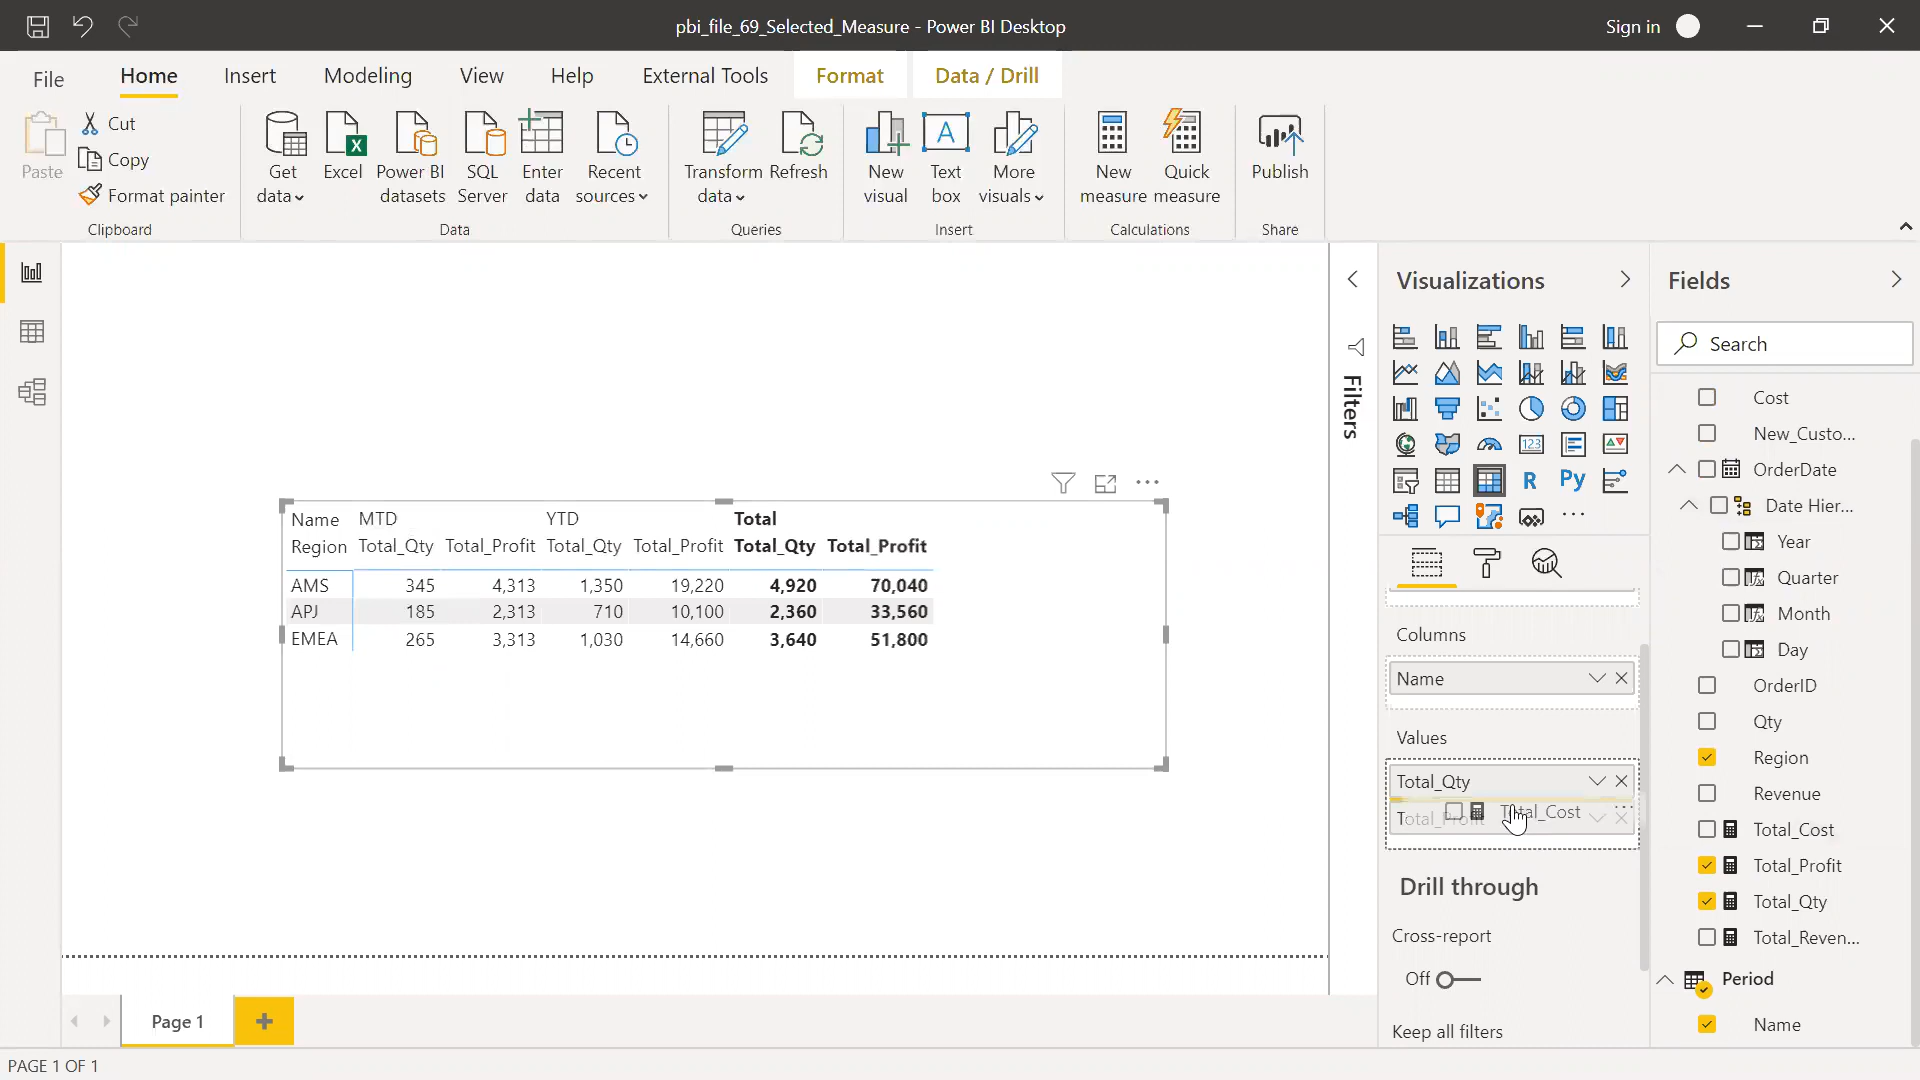 pbi_file_69_Selected_Measure - Power BI Desktop
Sign in
File
Home
Insert
Modeling
View
Help
External Tools
Format
Data / Drill
Paste
Cut
Copy
Format painter
Clipboard
Get data
Excel
Power BI datasets
SQL Server
Enter data
Recent sources
Data
Transform data
Refresh
Queries
New visual
A
Text box
More visuals
Insert
New measure
Quick measure
Calculations
Publish
Share
Name MTD YTD Total
Region Total_Qty Total_Profit Total_Qty Total_Profit Total_Qty Total_Profit
AMS 345 4,313 1,350 19,220 4,920 70,040
APJ 185 2,313 710 10,100 2,360 33,560
EMEA 265 3,313 1,030 14,660 3,640 51,800
Filters
Visualizations
123
R
Py
Columns
Name
Values
Total_Qty
Total_Cost
Total_Profit
Drill through
Cross-report
Off
Keep all filters
Fields
Search
Cost
New_Custo...
OrderDate
Date Hier...
Year
Quarter
Month
Day
OrderID
Qty
Region
Revenue
Total_Cost
Total_Profit
Total_Qty
Total_Reven...
Period
Name
Page 1
PAGE 1 OF 1